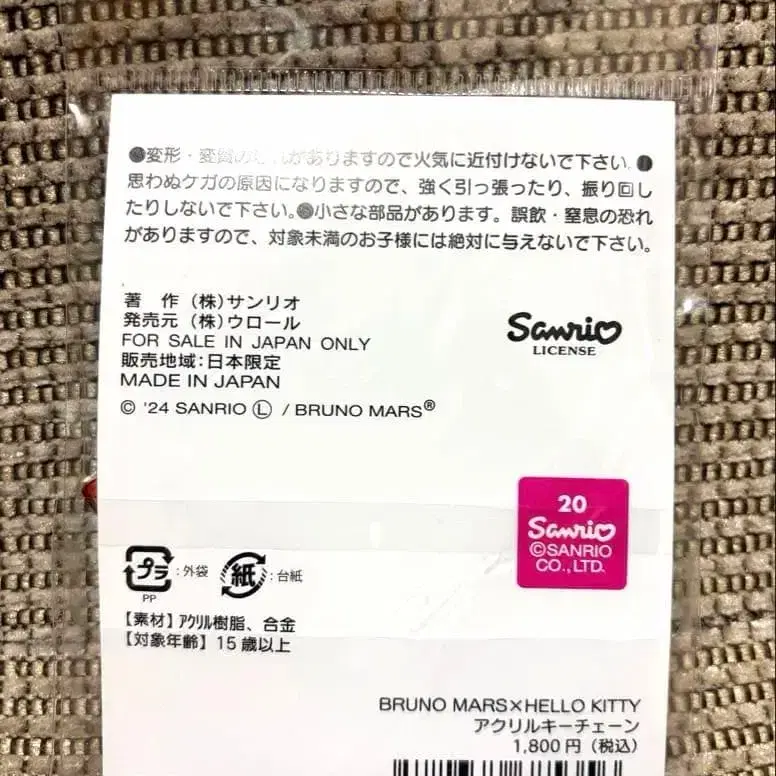 ●変形・変質の恐れがありますので火気に近付けないで下さい。●
思わぬケガの原因になりますので、強く引っ張ったり、振り回し
たりしないで下さい。●小さな部品があります。誤飲・窒息の恐れ
がありますので、対象未満のお子様には絶対に与えないで下さい。
著 作 (株)サンリオ
発売元 (株)ウロール
FOR SALE IN JAPAN ONLY
販売地域:日本限定
MADE IN JAPAN
© '24 SANRIO Ⓛ / BRUNO MARS®
Sanrio
LICENSE
20
Sanrio
©SANRIO
CO.,LTD.
プラ :外袋 紙 :台紙
PP
【素材】アクリル樹脂、合金
【対象年齢】15歳以上
BRUNO MARS×HELLO KITTY
アクリルキーチェーン
1,800円(税込)